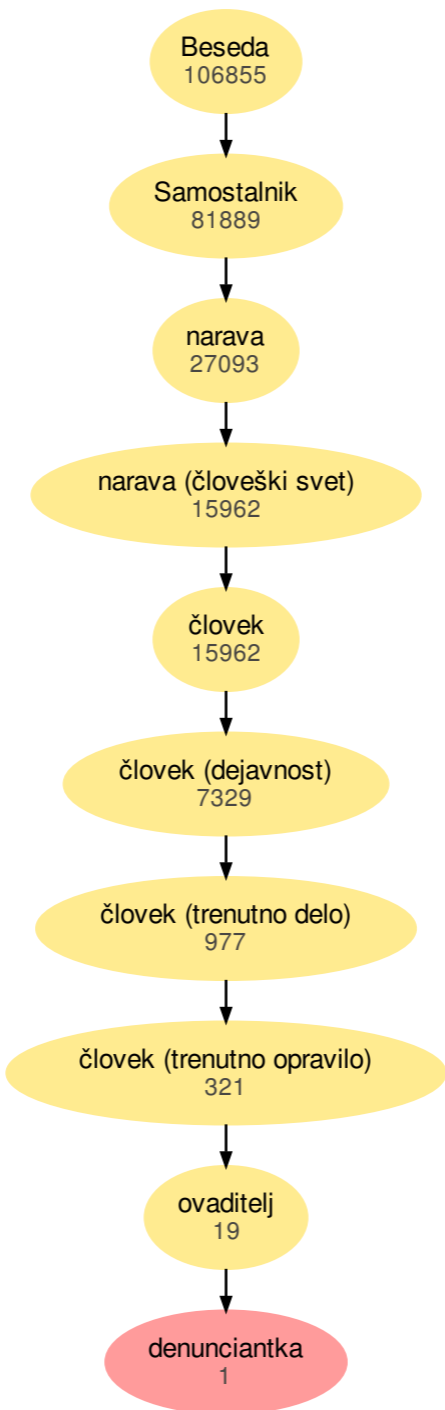 Beseda
106855
Samostalnik
81889
narava
27093
narava (človeški svet)
15962
človek
15962
človek (dejavnost)
7329
človek (trenutno delo)
977
človek (trenutno opravilo)
321
ovaditelj
19
denunciantka
1